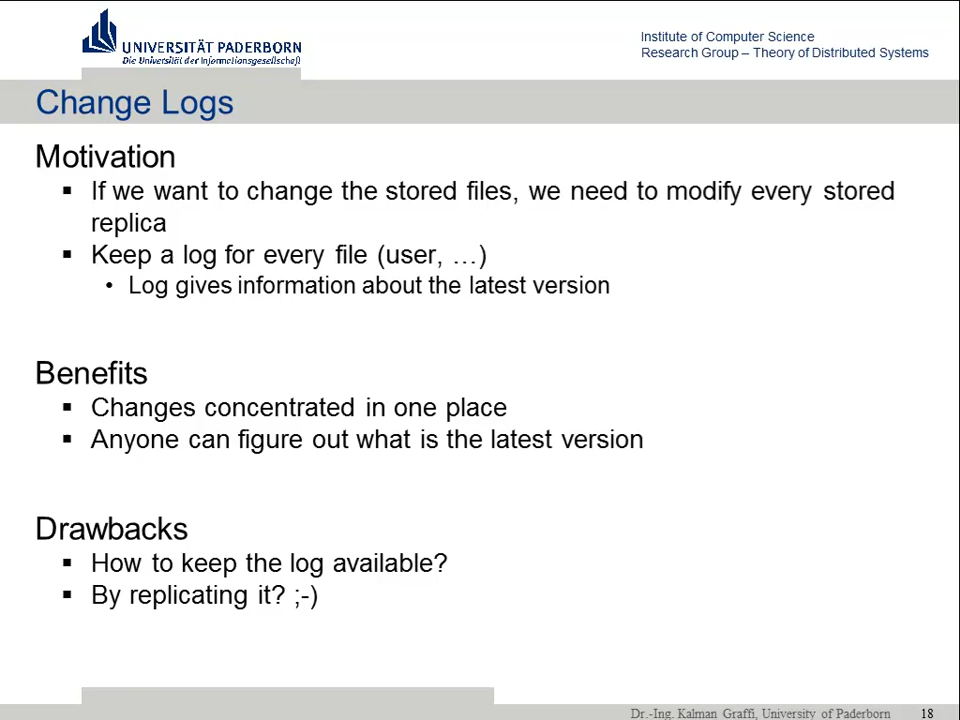 UNIVERSITÄT PADERBORN
Die Universität der Informationsgesellschaft
Institute of Computer Science
Research Group – Theory of Distributed Systems
Change Logs
Motivation
▪ If we want to change the stored files, we need to modify every stored
replica
▪ Keep a log for every file (user, …)
• Log gives information about the latest version
Benefits
▪ Changes concentrated in one place
▪ Anyone can figure out what is the latest version
Drawbacks
▪ How to keep the log available?
▪ By replicating it? ;-)
Dr.-Ing. Kalman Graffi, University of Paderborn 18